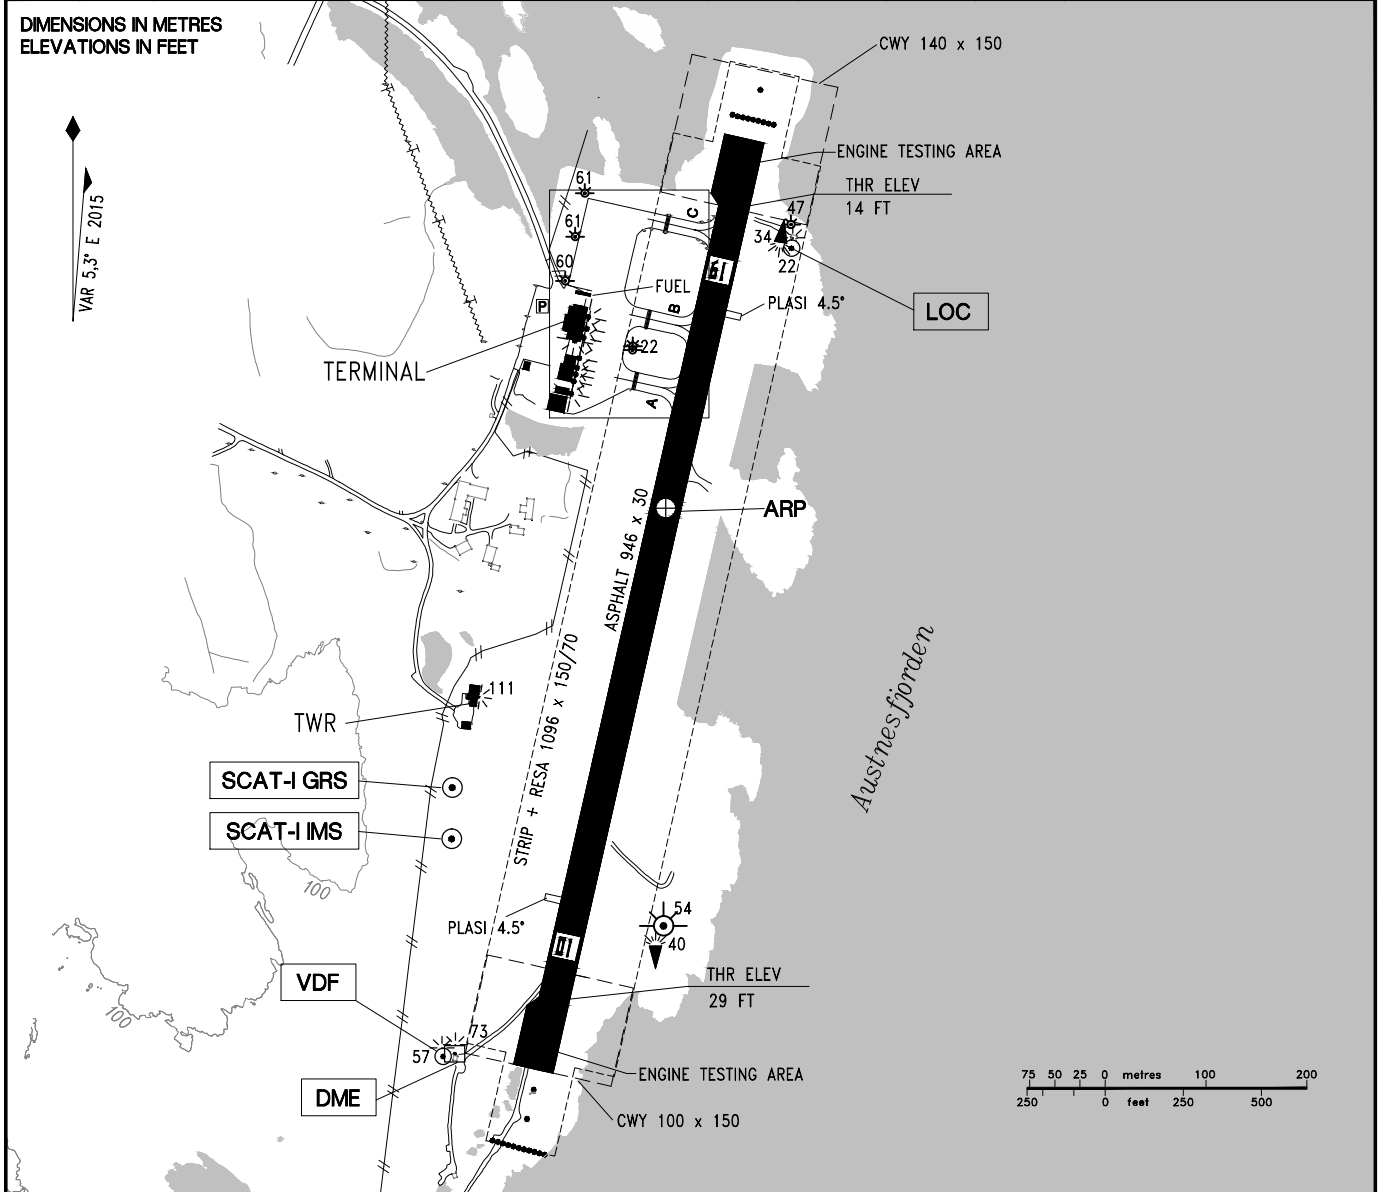 DIMENSIONS IN METRES
ELEVATIONS IN FEET
CWY 140 x 150
ENGINE TESTING AREA
THR ELEV
14 FT
VAR 5,3° E 2015
61
61
60
C
47
34
22
19
FUEL
P
B
PLASI 4.5°
LOC
22
TERMINAL
A
ASPHALT 946 x 30
ARP
STRIP + RESA 1096 x 150/70
Austnesfjorden
111
TWR
SCAT-I GRS
SCAT-I IMS
100
PLASI 4.5°
01
54
40
VDF
THR ELEV
29 FT
100
73
57
ENGINE TESTING AREA
DME
CWY 100 x 150
75 50 25 0 metres 100 200
250 0 feet 250 500